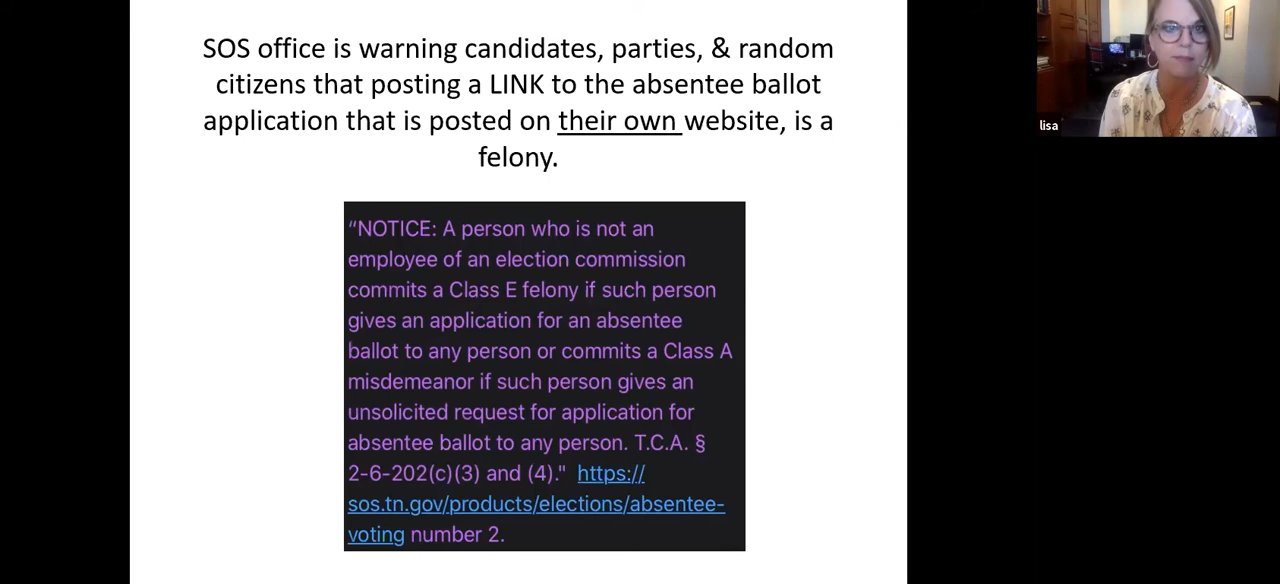 SOS office is warning candidates, parties, & random
citizens that posting a LINK to the absentee ballot
application that is posted on their own website, is a
felony.
lisa
“NOTICE: A person who is not an
employee of an election commission
commits a Class E felony if such person
gives an application for an absentee
ballot to any person or commits a Class A
misdemeanor if such person gives an
unsolicited request for application for
absentee ballot to any person. T.C.A. §
2-6-202(c)(3) and (4)." https://
sos.tn.gov/products/elections/absentee-
voting number 2.